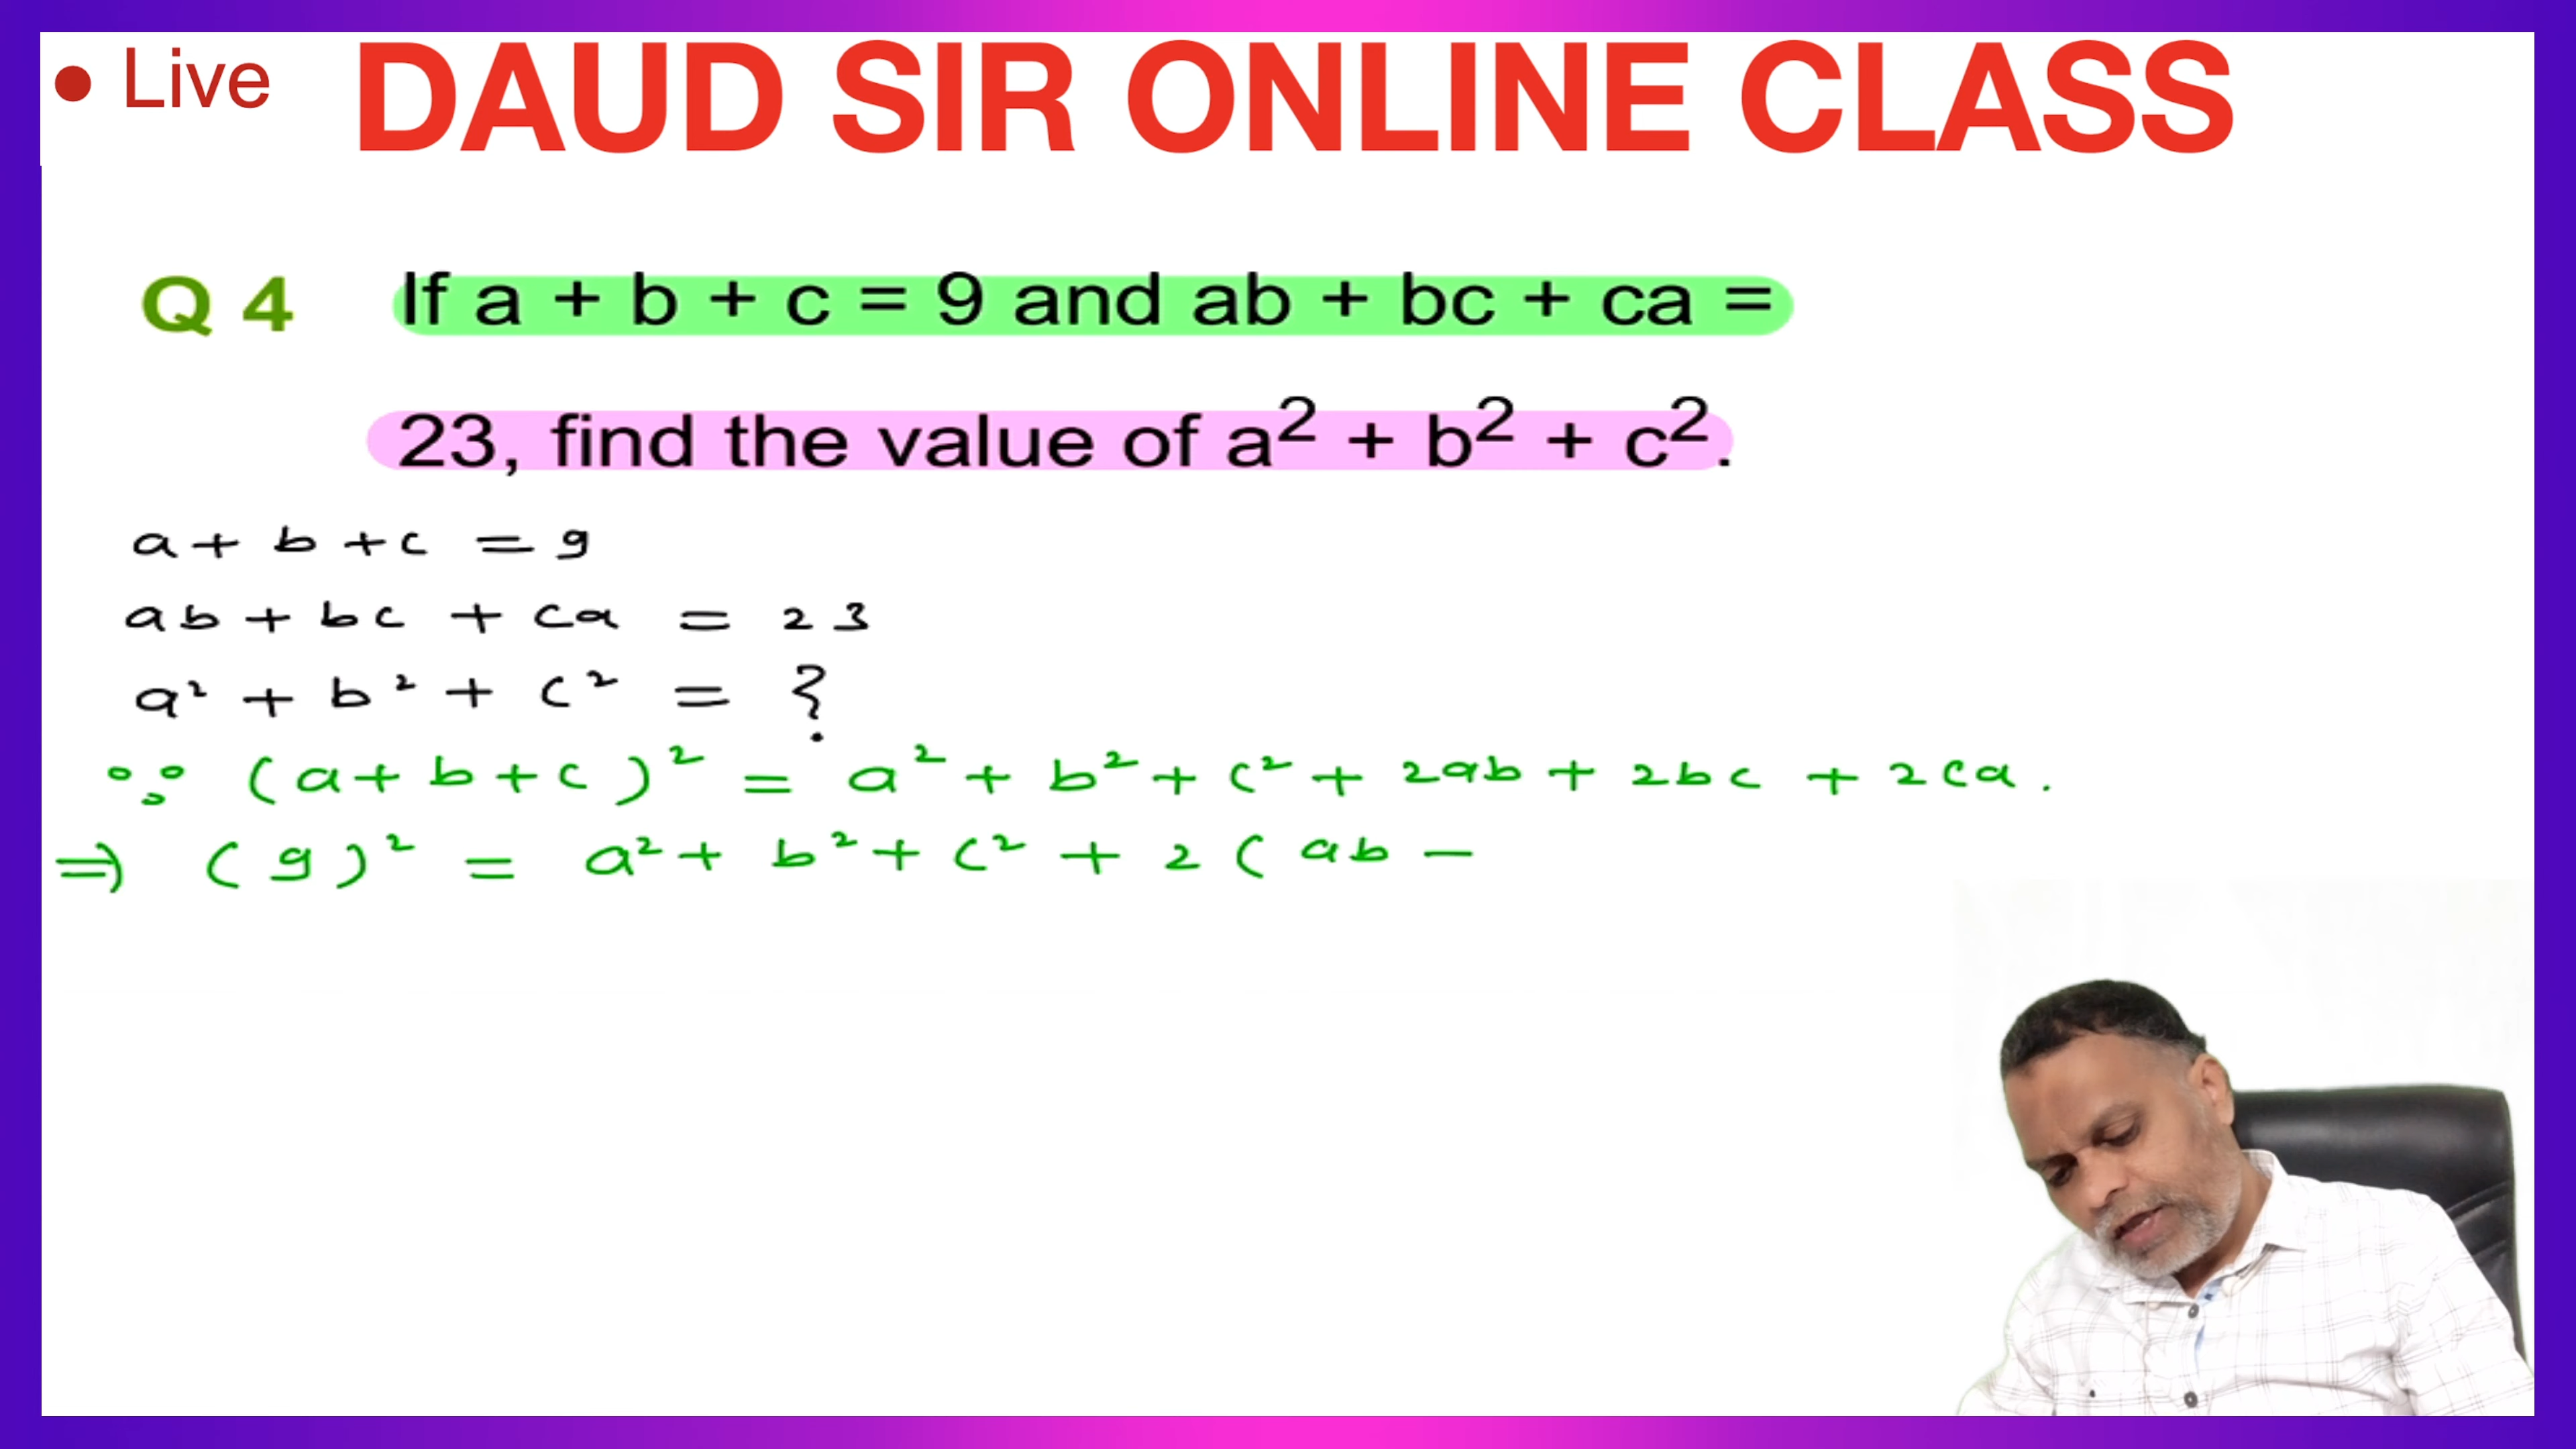 • Live DAUD SIR ONLINE CLASS
Q 4 If a + b + c = 9 and ab + bc + ca =
23, find the value of a² + b² + c².
a + b + c = 9
ab + bc + ca = 23
a² + b² + c² = ?
∵ (a + b + c)² = a² + b² + c² + 2ab + 2bc + 2ca.
⇒ (9)² = a² + b² + c² + 2 ( ab −